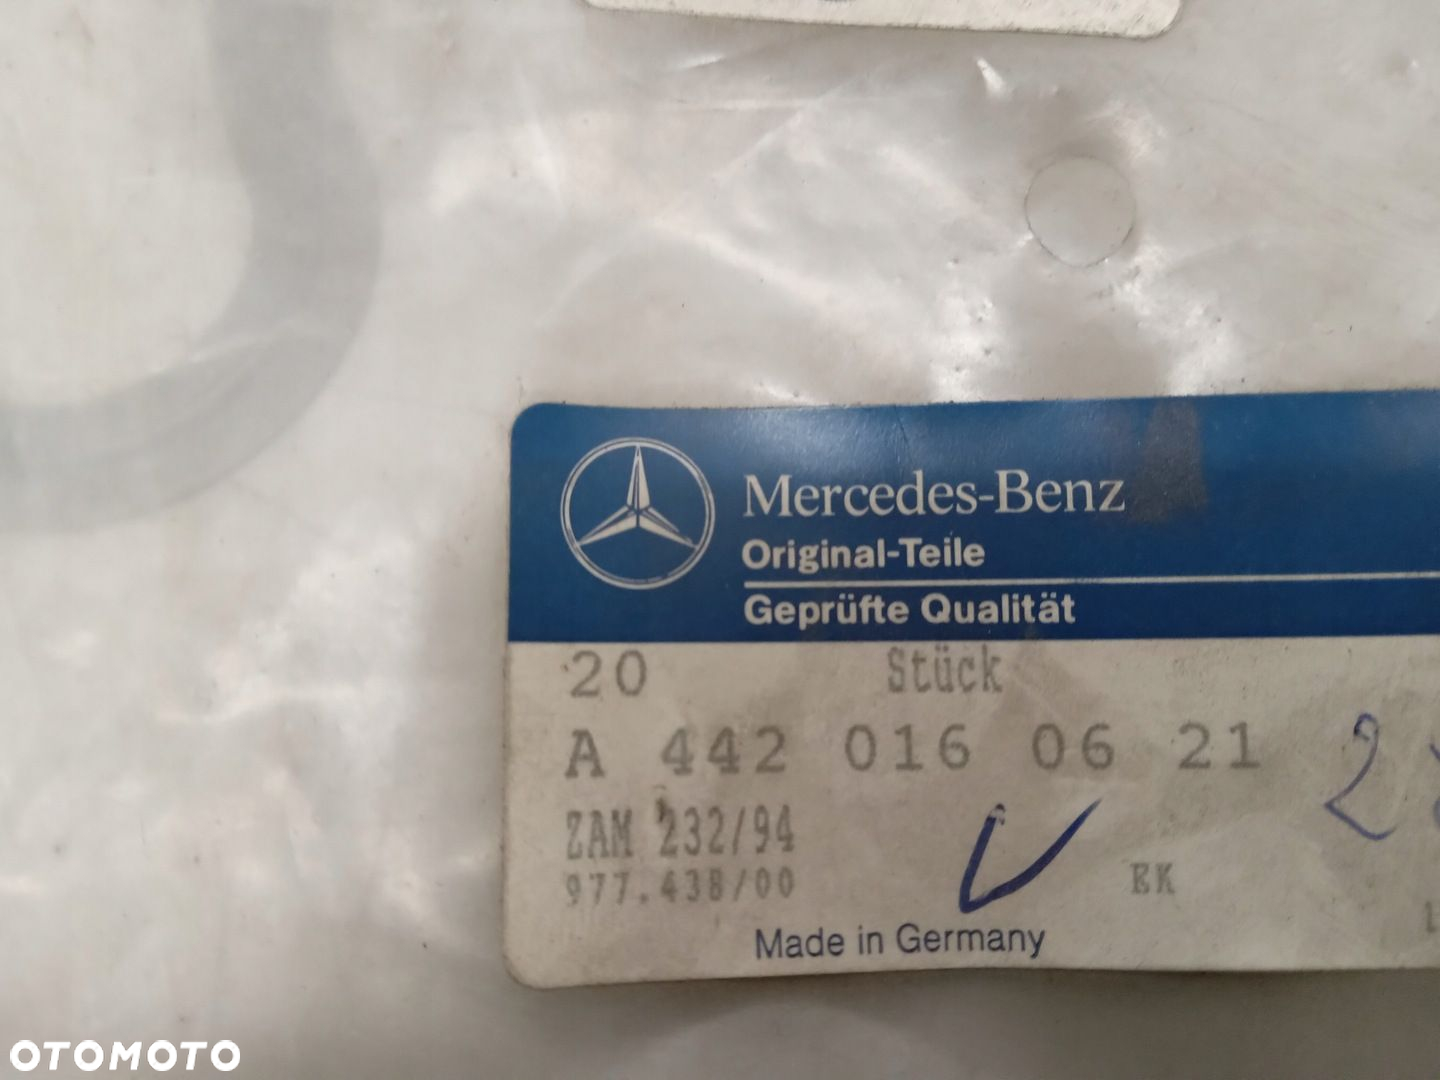 Mercedes-Benz
Original-Teile
Geprüfte Qualität
20 Stück
A 442 016 06 21
ZAM 232/94
977.438/00 EK
Made in Germany
OTOMOTO